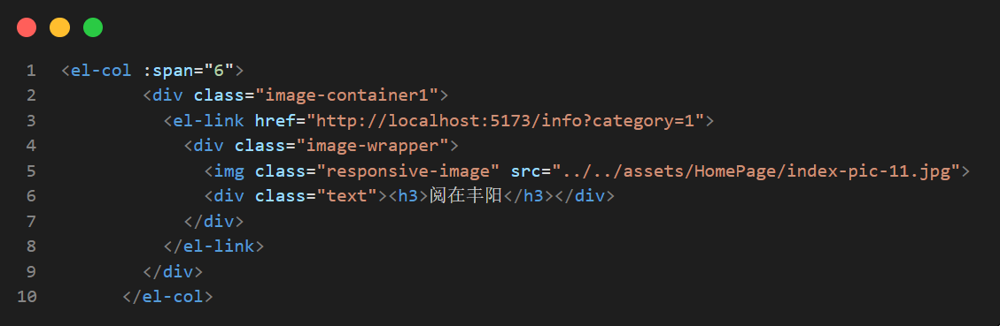 1 <el-col :span="6">
2 <div class="image-container1">
3 <el-link href="http://localhost:5173/info?category=1">
4 <div class="image-wrapper">
5 <img class="responsive-image" src="../../assets/HomePage/index-pic-11.jpg">
6 <div class="text"><h3>阅在丰阳</h3></div>
7 </div>
8 </el-link>
9 </div>
10 </el-col>